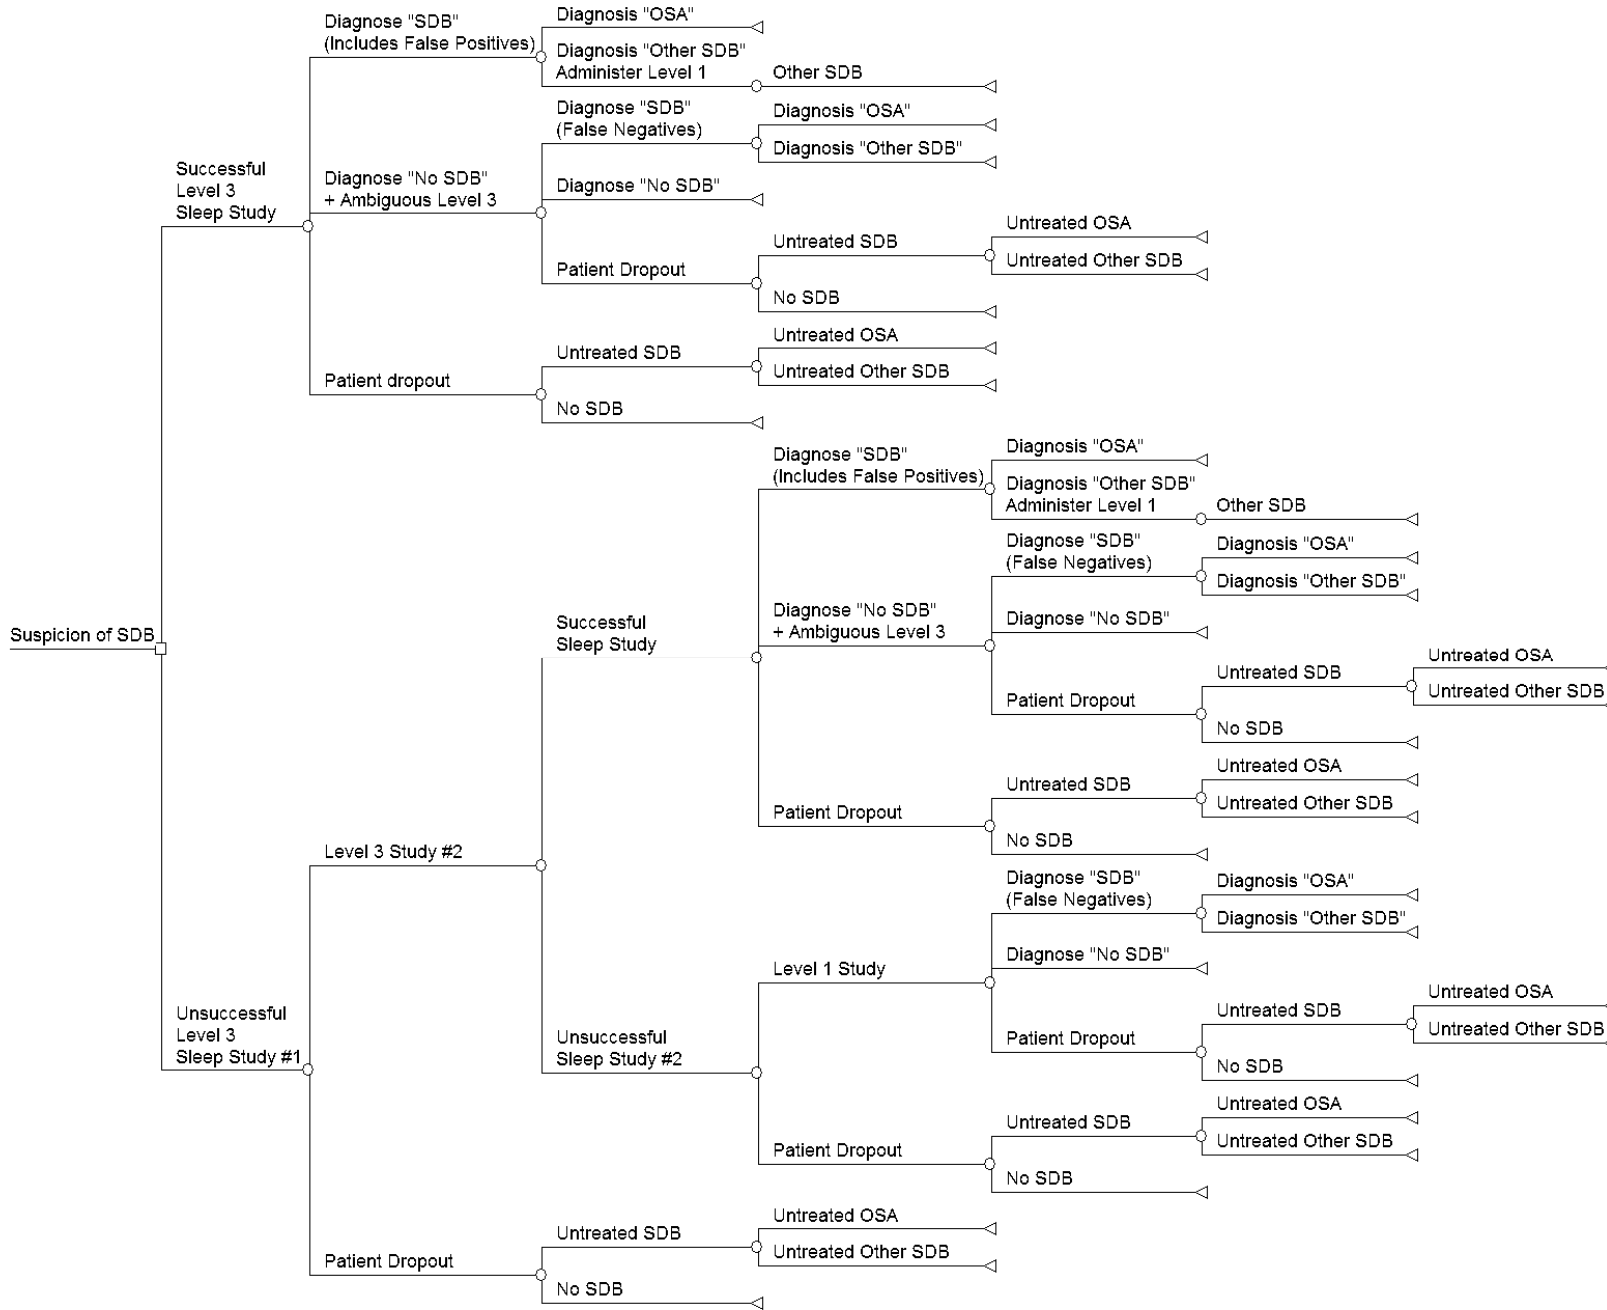 Diagnose "SDB"
(Includes False Positives)
Diagnosis "OSA"
Diagnosis "Other SDB"
Administer Level 1
Other SDB
Diagnose "SDB"
(False Negatives)
Diagnosis "OSA"
Diagnosis "Other SDB"
Successful
Level 3
Sleep Study
Diagnose "No SDB"
+ Ambiguous Level 3
Diagnose "No SDB"
Patient Dropout
Untreated SDB
Untreated OSA
Untreated Other SDB
No SDB
Patient dropout
Untreated SDB
Untreated OSA
Untreated Other SDB
No SDB
Suspicion of SDB
Successful
Sleep Study
Diagnose "SDB"
(Includes False Positives)
Diagnosis "OSA"
Diagnosis "Other SDB"
Administer Level 1
Other SDB
Diagnose "No SDB"
+ Ambiguous Level 3
Diagnose "SDB"
(False Negatives)
Diagnosis "OSA"
Diagnosis "Other SDB"
Diagnose "No SDB"
Patient Dropout
Untreated SDB
Untreated OSA
Untreated Other SDB
No SDB
Patient Dropout
Untreated SDB
Untreated OSA
Untreated Other SDB
No SDB
Level 3 Study #2
Unsuccessful
Level 3
Sleep Study #1
Unsuccessful
Sleep Study #2
Level 1 Study
Diagnose "SDB"
(False Negatives)
Diagnosis "OSA"
Diagnosis "Other SDB"
Diagnose "No SDB"
Patient Dropout
Untreated SDB
Untreated OSA
Untreated Other SDB
No SDB
Patient Dropout
Untreated SDB
Untreated OSA
Untreated Other SDB
No SDB
Patient Dropout
Untreated SDB
Untreated OSA
Untreated Other SDB
No SDB